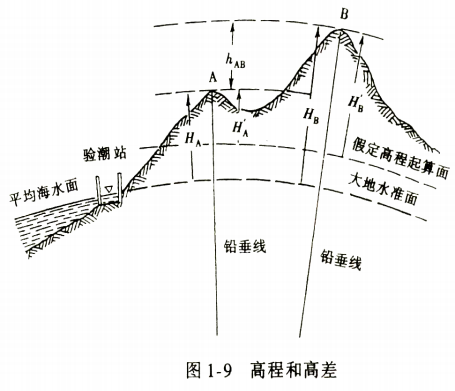 B
h_AB
A
H_A
H'_A
H_B
H'_B
验潮站
假定高程起算面
平均海水面
大地水准面
铅垂线
铅垂线
图1-9 高程和高差